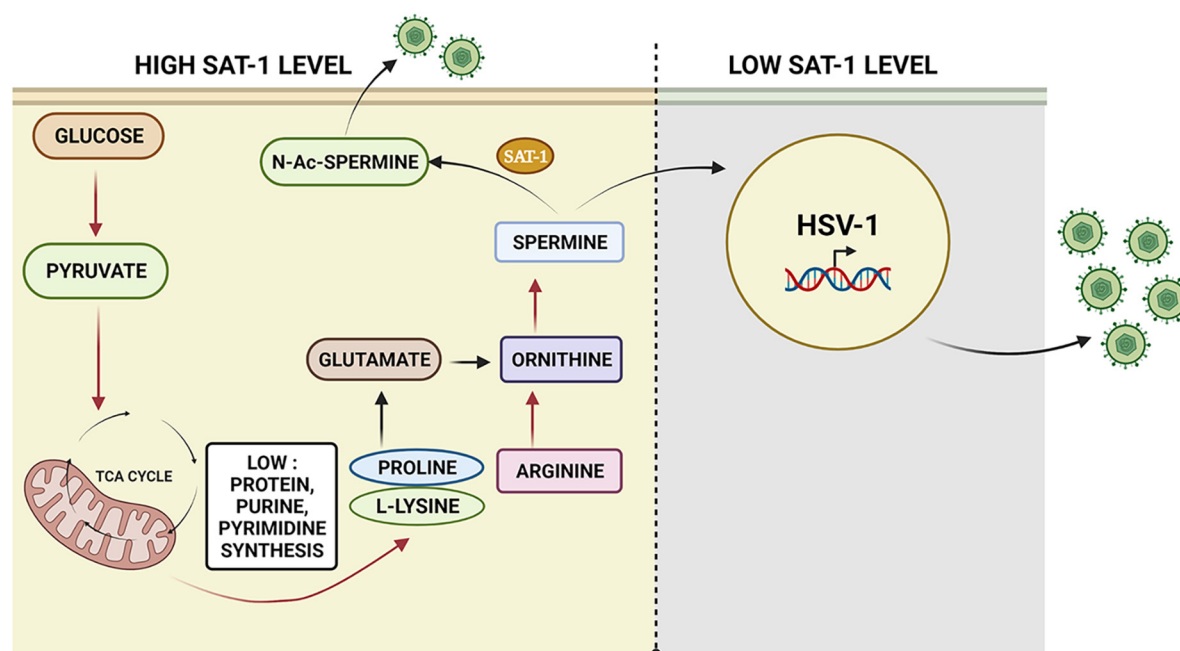 HIGH SAT-1 LEVEL
LOW SAT-1 LEVEL
GLUCOSE
N-Ac-SPERMINE
SAT-1
SPERMINE
HSV-1
PYRUVATE
GLUTAMATE
ORNITHINE
TCA CYCLE
LOW :
PROTEIN,
PURINE,
PYRIMIDINE
SYNTHESIS
PROLINE
L-LYSINE
ARGININE